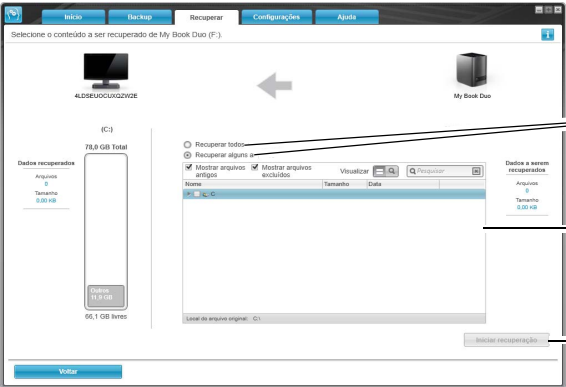 Início Backup Recuperar Configurações Ajuda
Selecione o conteúdo a ser recuperado de My Book Duo (F:).
4LDSEUOCUXQZW2E
My Book Duo
(C:)
78,0 GB Total
Dados recuperados
Arquivos
0
Tamanho
0,00 KB
Outros
11,9 GB
66,1 GB livres
Recuperar todos
Recuperar alguns a
Mostrar arquivos antigos
Mostrar arquivos excluídos
Visualizar
Pesquisar
Nome Tamanho Data
C
Local do arquivo original: C:\
Dados a serem recuperados
Arquivos
0
Tamanho
0,00 KB
Iniciar recuperação
Voltar